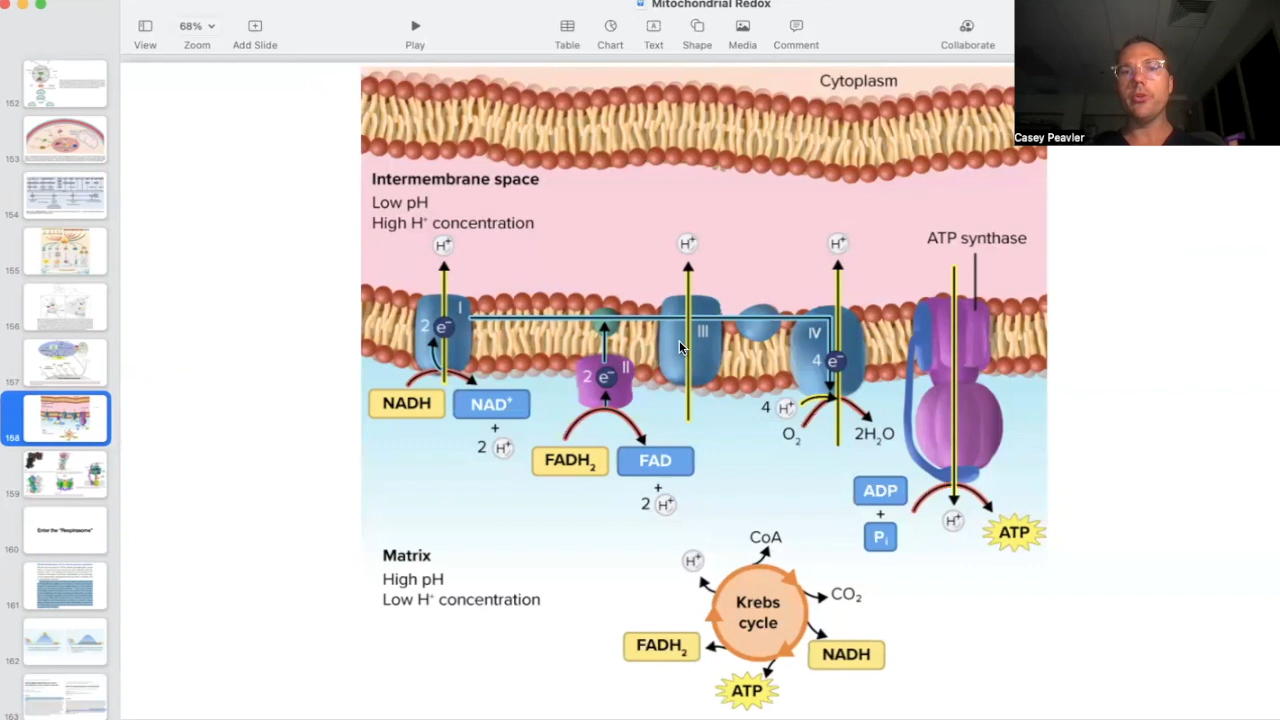 Mitochondrial Redox
68%
View
Zoom
Add Slide
Play
Table
Chart
Text
Shape
Media
Comment
Collaborate
Casey Peavler
152
153
154
155
156
157
158
159
160
161
162
163
Enter the "Respirasome"
Cytoplasm
Intermembrane space
Low pH
High H⁺ concentration
H⁺
H⁺
H⁺
ATP synthase
I
2 e⁻
II
2 e⁻
III
IV
4 e⁻
NADH
NAD⁺
+
2 H⁺
FADH₂
FAD
+
2 H⁺
4 H⁺
O₂
2H₂O
ADP
+
Pᵢ
H⁺
ATP
Matrix
High pH
Low H⁺ concentration
CoA
H⁺
CO₂
Krebs
cycle
FADH₂
NADH
ATP